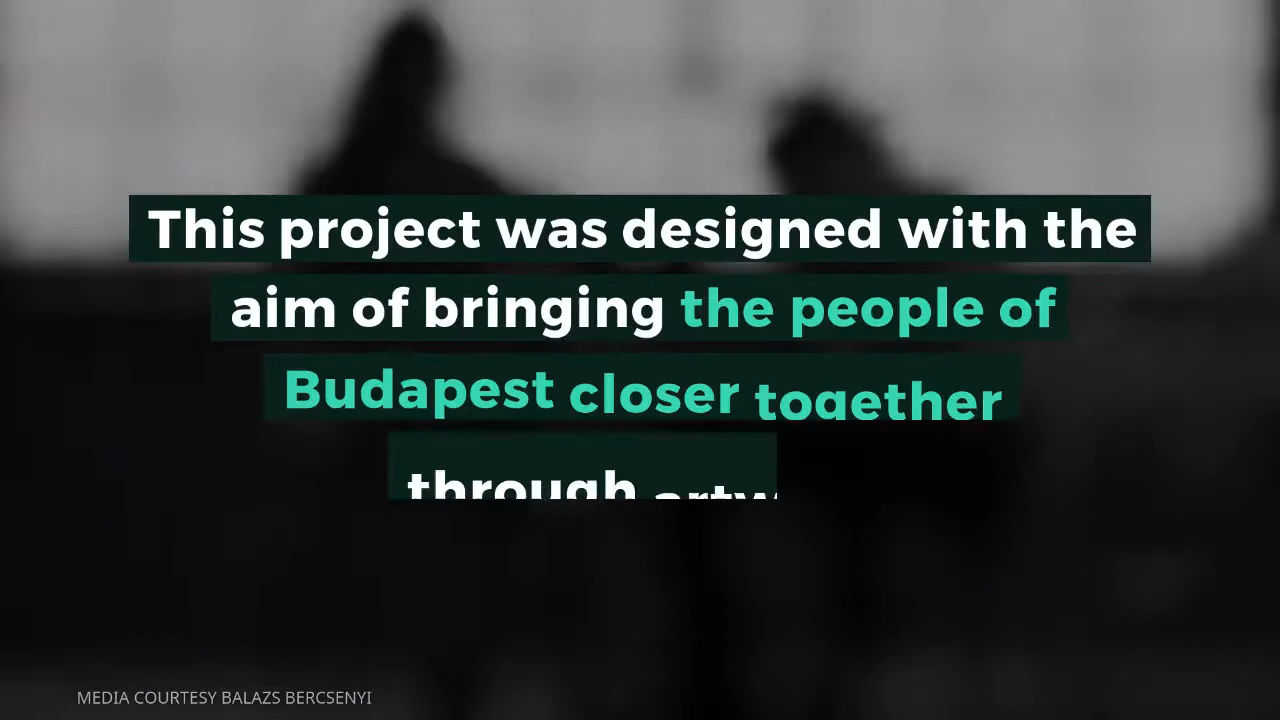 This project was designed with the
aim of bringing the people of
Budapest closer together
through
MEDIA COURTESY BALAZS BERCSENYI